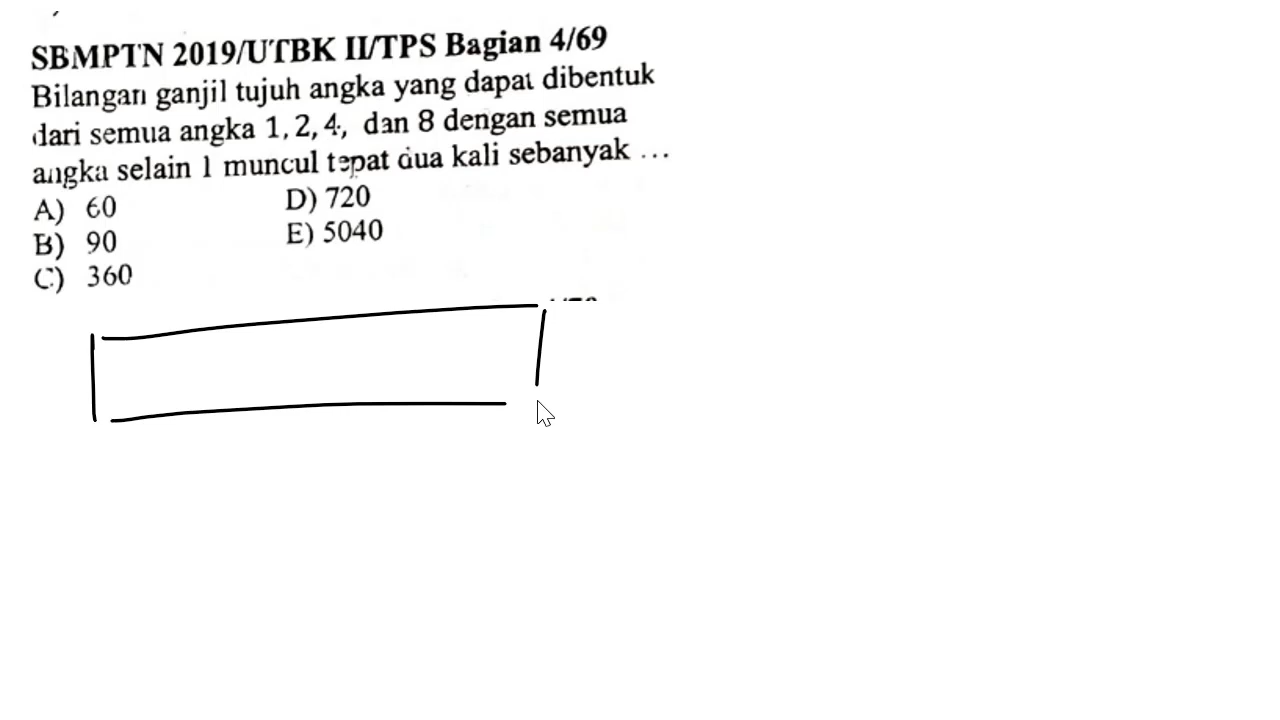 SBMPTN 2019/UTBK II/TPS Bagian 4/69
Bilangan ganjil tujuh angka yang dapat dibentuk
dari semua angka 1, 2, 4, dan 8 dengan semua
angka selain 1 muncul tepat dua kali sebanyak ...
A) 60
D) 720
B) 90
E) 5040
C) 360